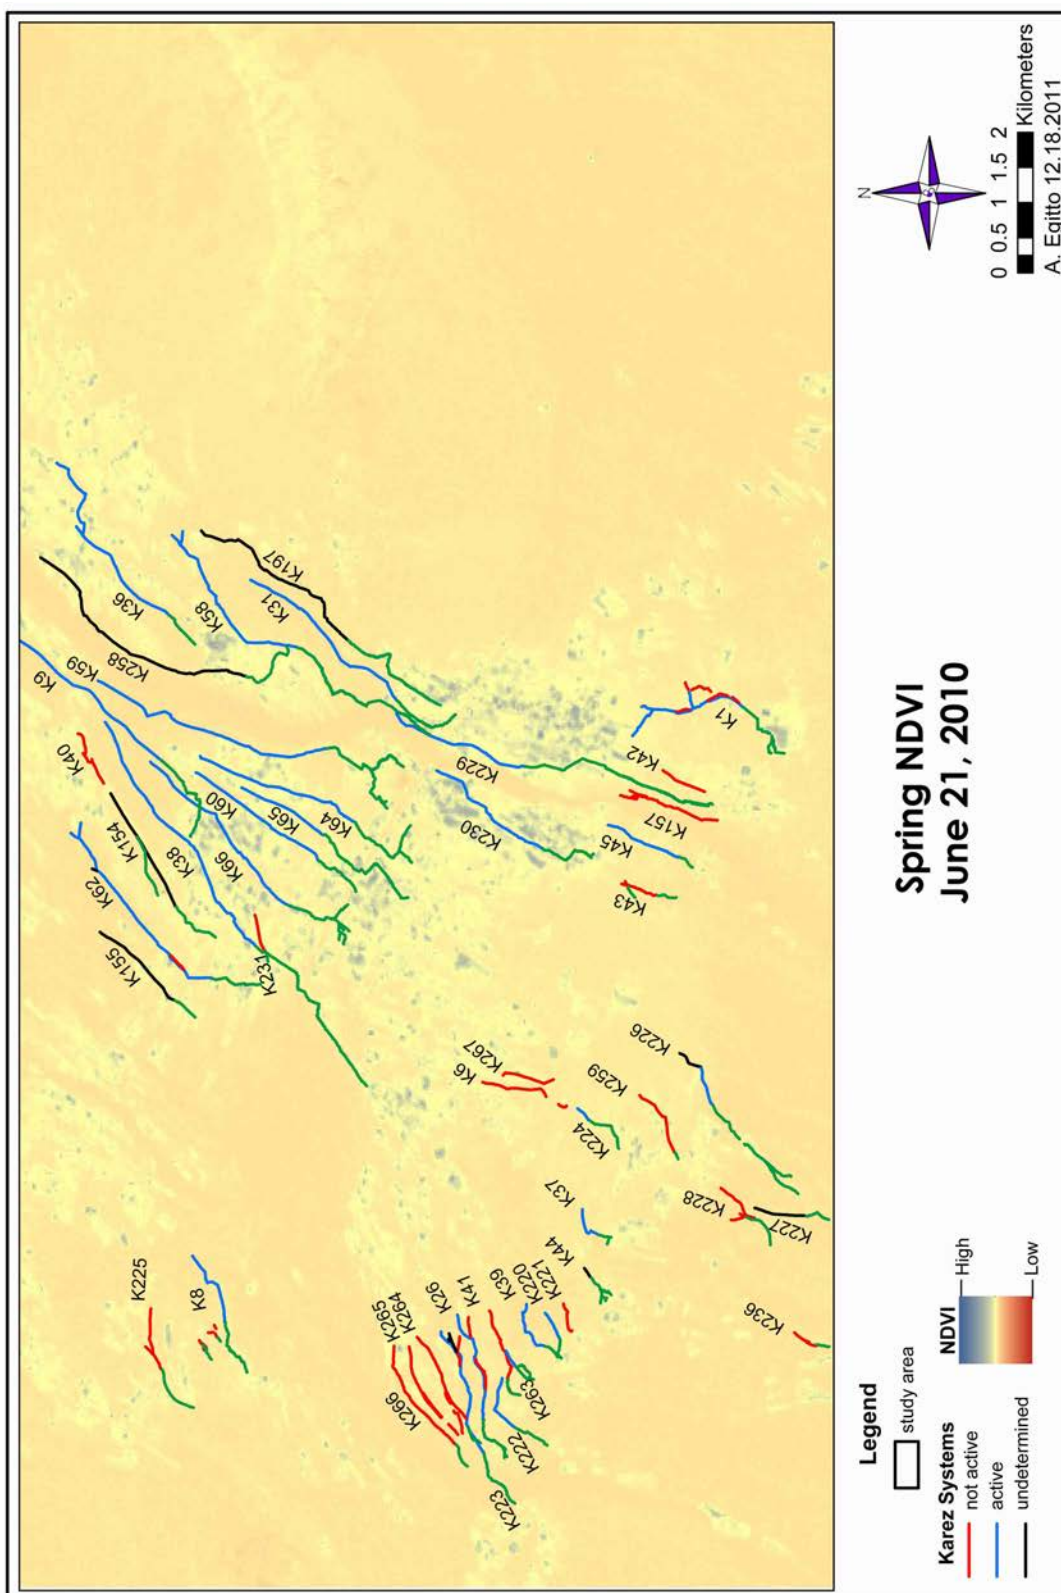 K36
K58
K197
K31
K258
K9
K59
K40
K154
K62
K155
K38
K60
K65
K66
K64
K231
K229
K230
K42
K1
K157
K45
K43
K267
K6
K224
K259
K226
K37
K44
K228
K227
K236
K225
K8
K265
K264
K266
K26
K41
K39
K220
K221
K263
K222
K223
Spring NDVI
June 21, 2010
Legend
study area
Karez Systems
not active
active
undetermined
NDVI
High
Low
N
0 0.5 1 1.5 2
Kilometers
A. Egitto 12.18.2011